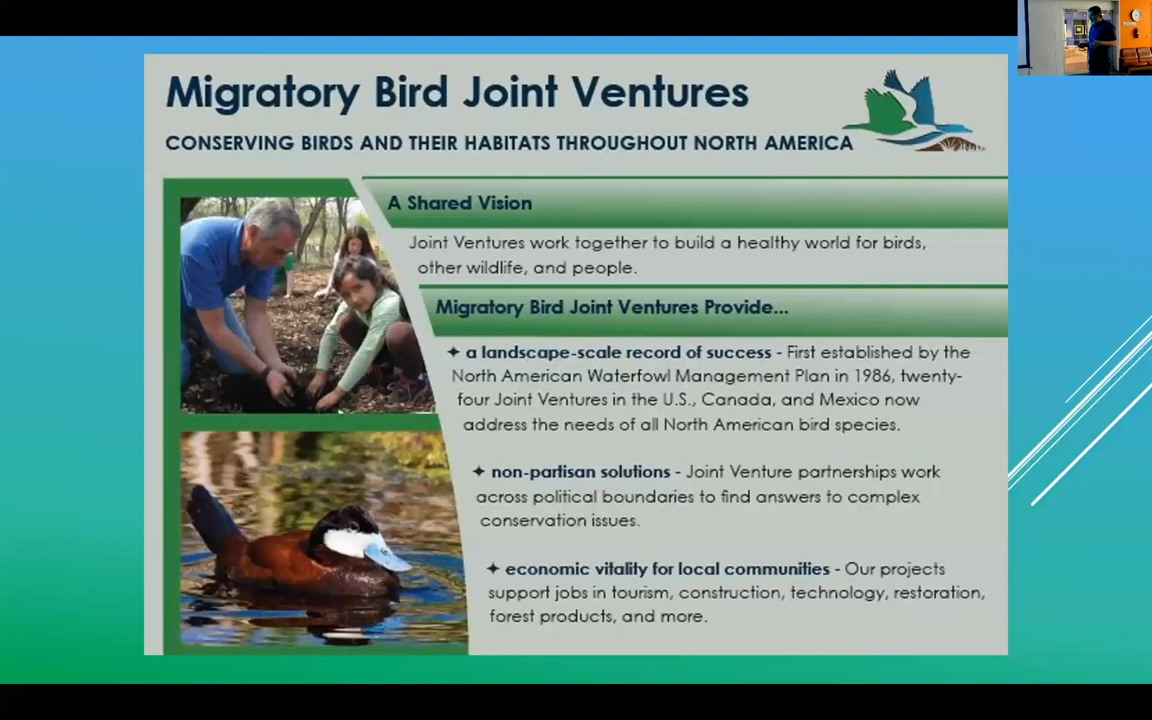 Migratory Bird Joint Ventures
CONSERVING BIRDS AND THEIR HABITATS THROUGHOUT NORTH AMERICA
A Shared Vision
Joint Ventures work together to build a healthy world for birds,
other wildlife, and people.
Migratory Bird Joint Ventures Provide...
✦ a landscape-scale record of success - First established by the
North American Waterfowl Management Plan in 1986, twenty-
four Joint Ventures in the U.S., Canada, and Mexico now
address the needs of all North American bird species.
✦ non-partisan solutions - Joint Venture partnerships work
across political boundaries to find answers to complex
conservation issues.
✦ economic vitality for local communities - Our projects
support jobs in tourism, construction, technology, restoration,
forest products, and more.